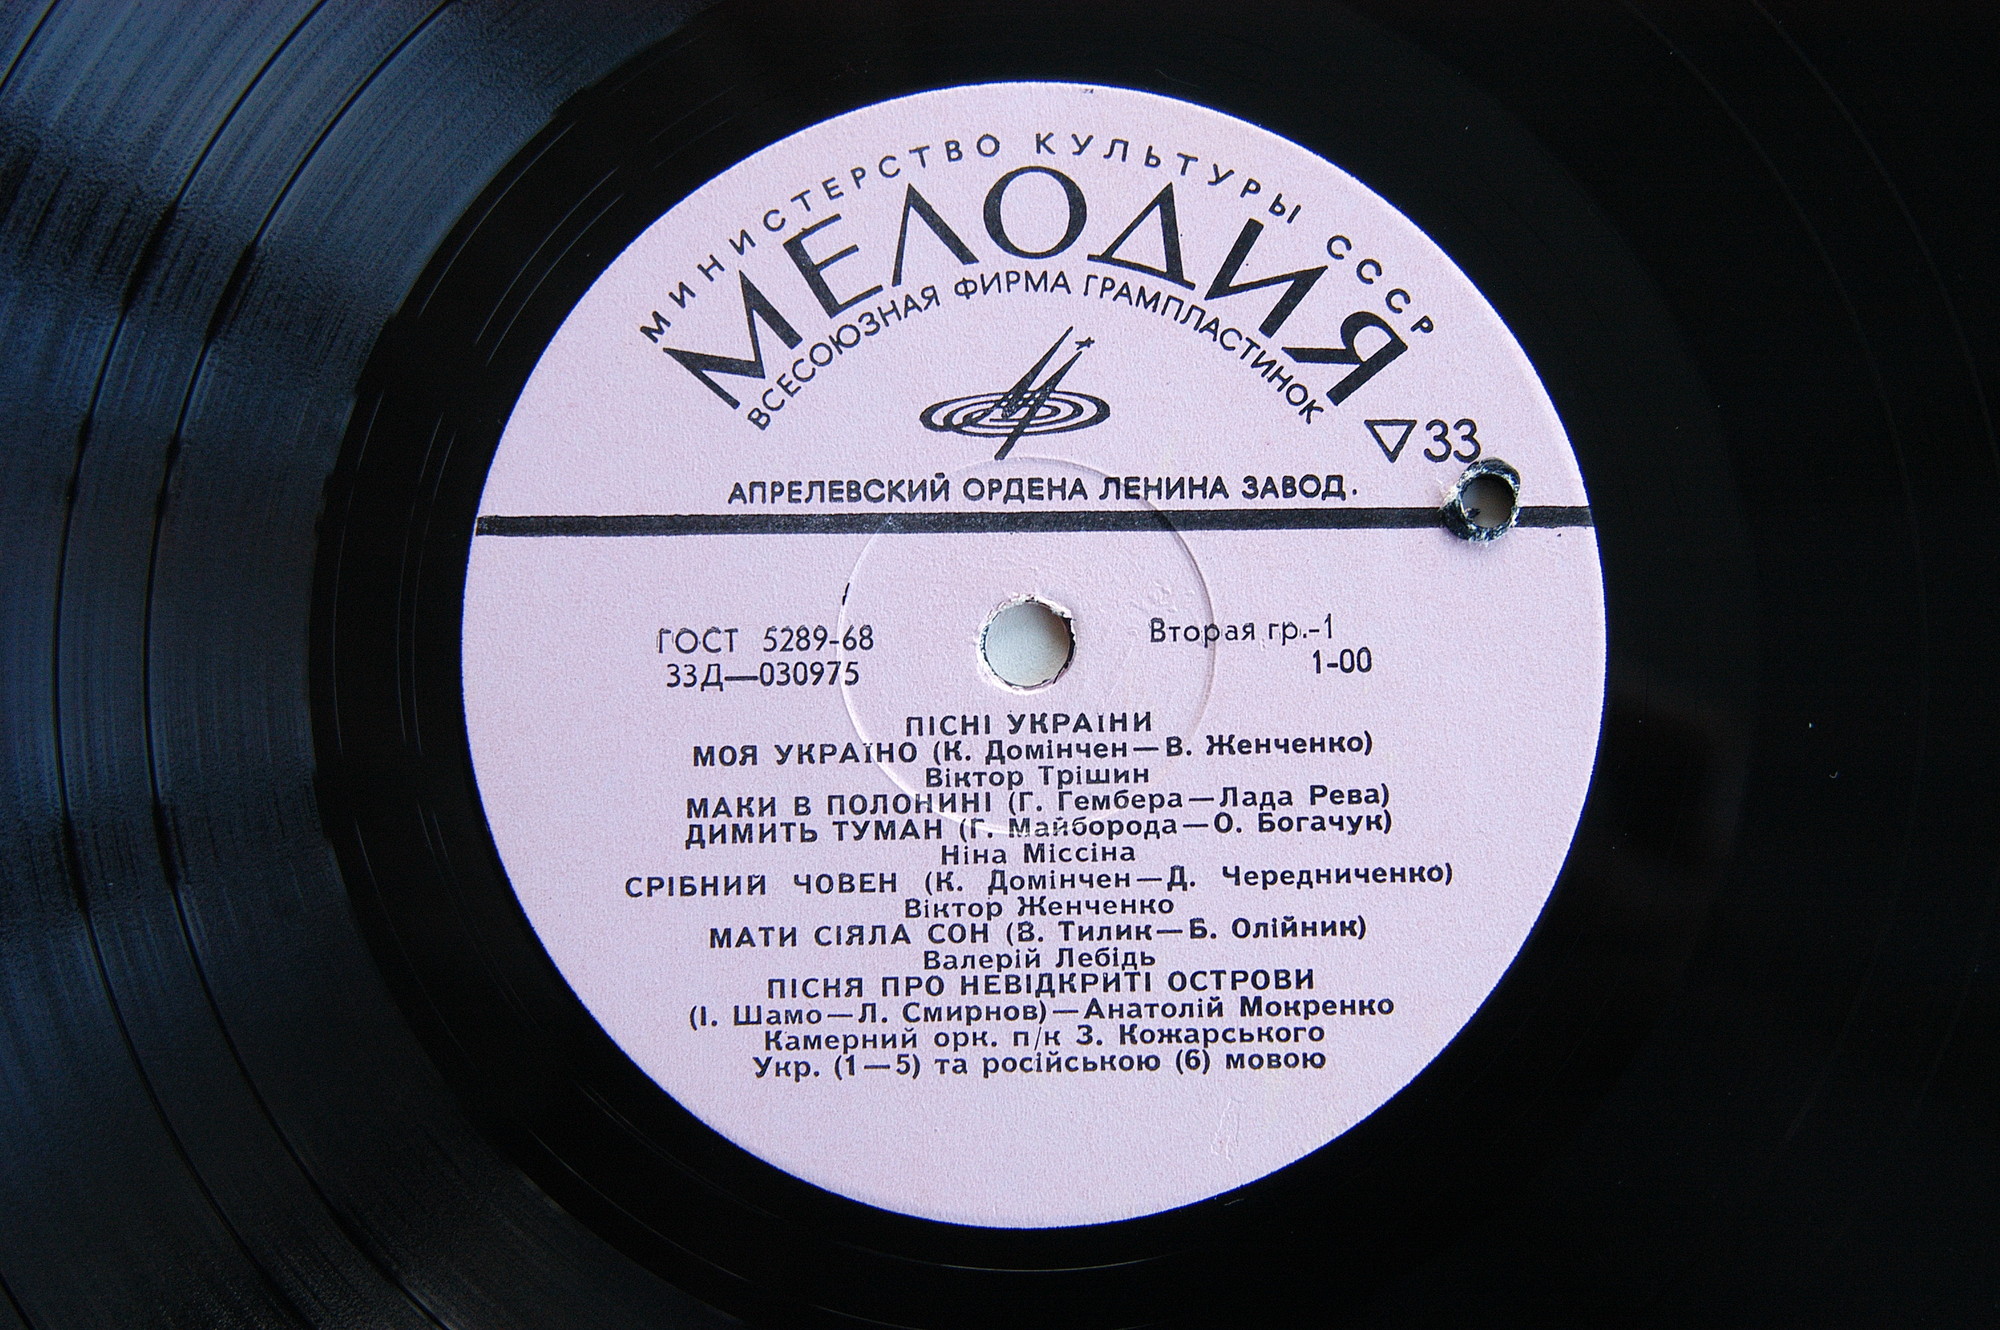 МИНИСТЕРСТВО КУЛЬТУРЫ СССР
МЕЛОДИЯ
ВСЕСОЮЗНАЯ ФИРМА ГРАМПЛАСТИНОК
▽33
АПРЕЛЕВСКИЙ ОРДЕНА ЛЕНИНА ЗАВОД.
ГОСТ 5289-68
Вторая гр.-1
33Д—030975
1-00
ПІСНІ УКРАЇНИ
МОЯ УКРАЇНО (К. Домінчен—В. Женченко)
Віктор Трішин
МАКИ В ПОЛОНИНІ (Г. Гембера—Лада Рева)
ДИМИТЬ ТУМАН (Г. Майборода—О. Богачук)
Ніна Міссіна
СРІБНИЙ ЧОВЕН (К. Домінчен—Д. Чередниченко)
Віктор Женченко
МАТИ СІЯЛА СОН (В. Тилик—Б. Олійник)
Валерій Лебідь
ПІСНЯ ПРО НЕВІДКРИТІ ОСТРОВИ
(І. Шамо—Л. Смирнов)—Анатолій Мокренко
Камерний орк. п/к З. Кожарського
Укр. (1—5) та російською (6) мовою